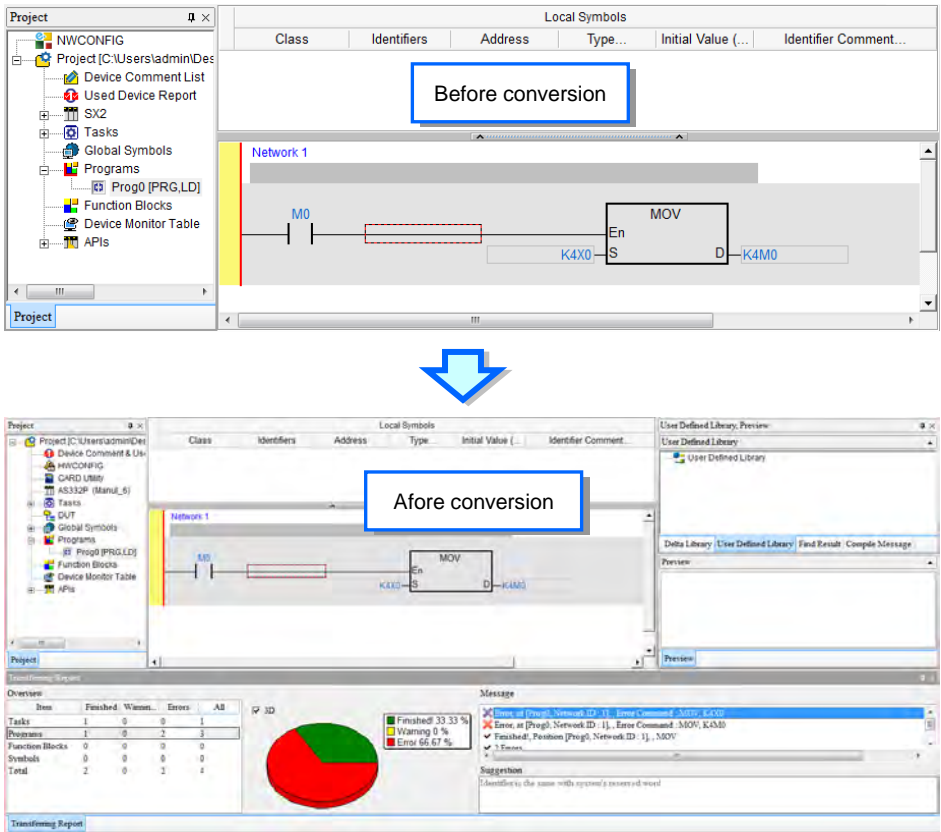 Project
NWCONFIG
Project [C:\Users\admin\Des
Device Comment List
Used Device Report
SX2
Tasks
Global Symbols
Programs
Prog0 [PRG,LD]
Function Blocks
Device Monitor Table
APIs
Project
Local Symbols
Class Identifiers Address Type... Initial Value (... Identifier Comment...
Before conversion
Network 1
M0
MOV
En
K4X0 S D K4M0
Project
Project [C:\Users\admin\Des
Device Comment & Us
HWCONFIG
CARD Utility
AS332P (Manul_6)
Tasks
DUT
Global Symbols
Programs
Prog0 [PRG,LD]
Function Blocks
Device Monitor Table
APIs
Project
Local Symbols
Class Identifiers Address Type... Initial Value (... Identifier Comment...
Afore conversion
Network 1
M0
MOV
En
K4X0 S D K4M0
User Defined Library, Preview
User Defined Library
User Defined Library
Delta Library User Defined Library Find Result Compile Message
Preview
Preview
Transferring Report
Overview
Item Finished Warnin... Errors All
Tasks 1 0 0 1
Programs 1 0 2 3
Function Blocks 0 0 0 0
Symbols 0 0 0 0
Total 2 0 2 4
3D
Finished! 33.33 %
Warning 0 %
Error 66.67 %
Message
Error, at [Prog0, Network ID : 1], , Error Command : MOV, K4X0
Error, at [Prog0, Network ID : 1], , Error Command : MOV, K4M0
Finished!, Position [Prog0, Network ID : 1], , MOV
2 Errors
Suggestion
Identifier is the same with system's reserved word
Transferring Report